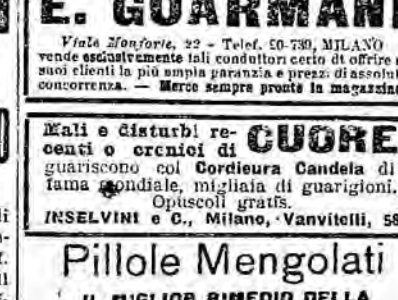 E. GUARMANI
Viale Monforte, 22 - Telef. 20-739, MILANO
vende esclusivamente tali conduttori certo di offrire
suoi clienti la più ampia garanzia e prezzi di assolut
concorrenza. — Merce sempre pronta in magazzino
Mali e disturbi re-
centi o cronici di CUORE
guariscono col Cordicura Candela di
fama mondiale, migliaia di guarigioni.
Opuscoli gratis.
INSELVINI e C., Milano, Vanvitelli, 58
Pillole Mengolati
IL MIGLIOR RIMEDIO DELLA